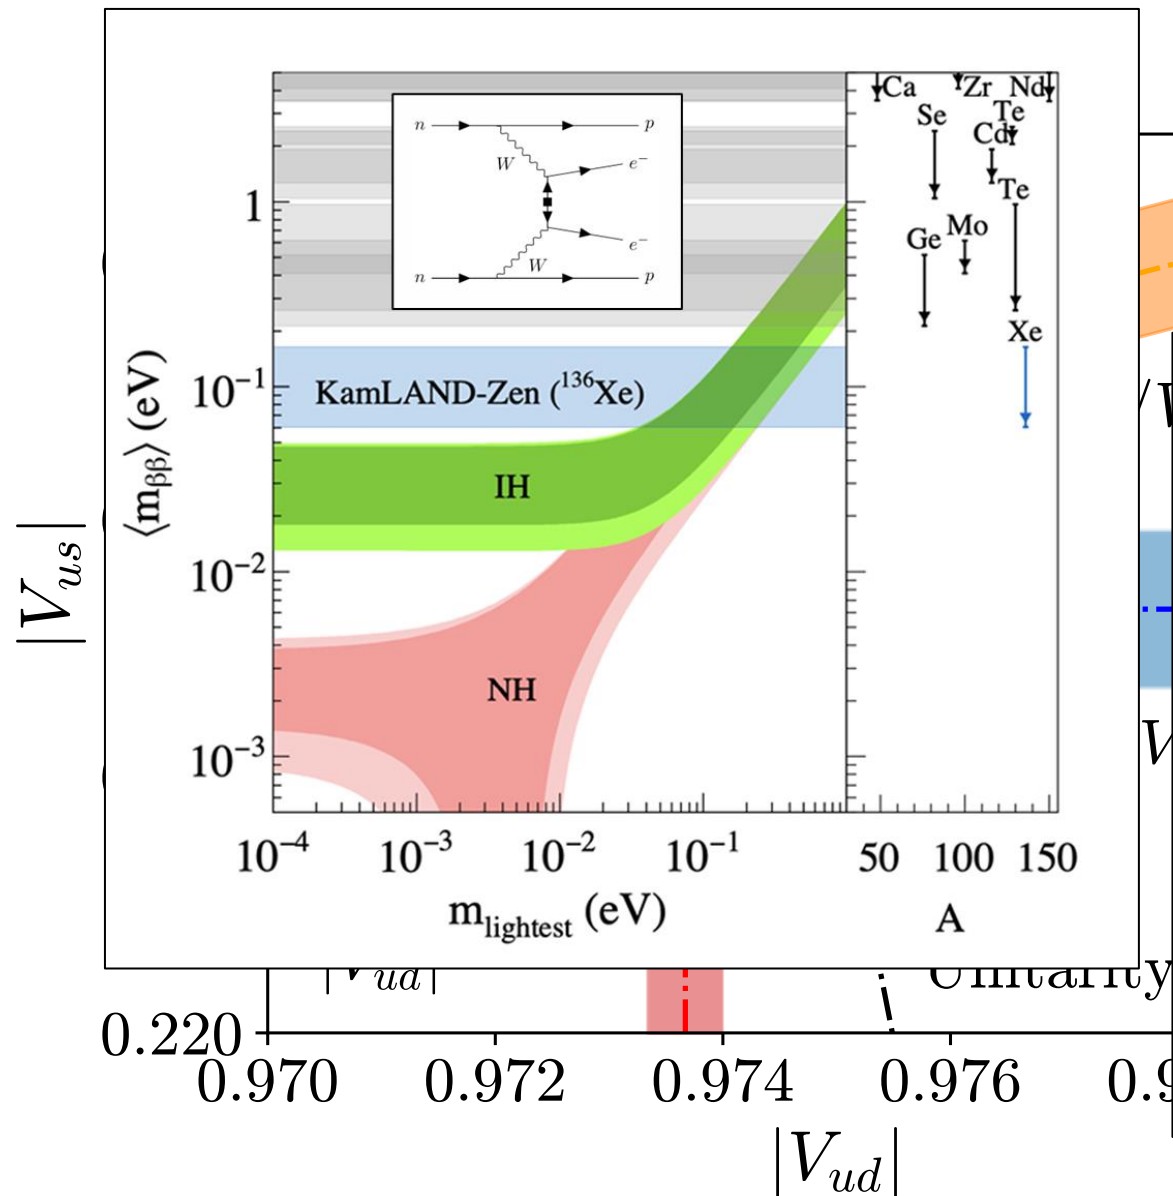 Ca
Zr
Nd
Se
Te
Cd
Te
Ge
Mo
Xe
n
p
W
e⁻
e⁻
W
n
p
1
10⁻¹
10⁻²
10⁻³
⟨m_ββ⟩ (eV)
KamLAND-Zen (¹³⁶Xe)
IH
NH
10⁻⁴ 10⁻³ 10⁻² 10⁻¹
50 100 150
m_lightest (eV)
A
|V_us|
|V_ud|
Unitarity
0.220
0.970 0.972 0.974 0.976
|V_ud|